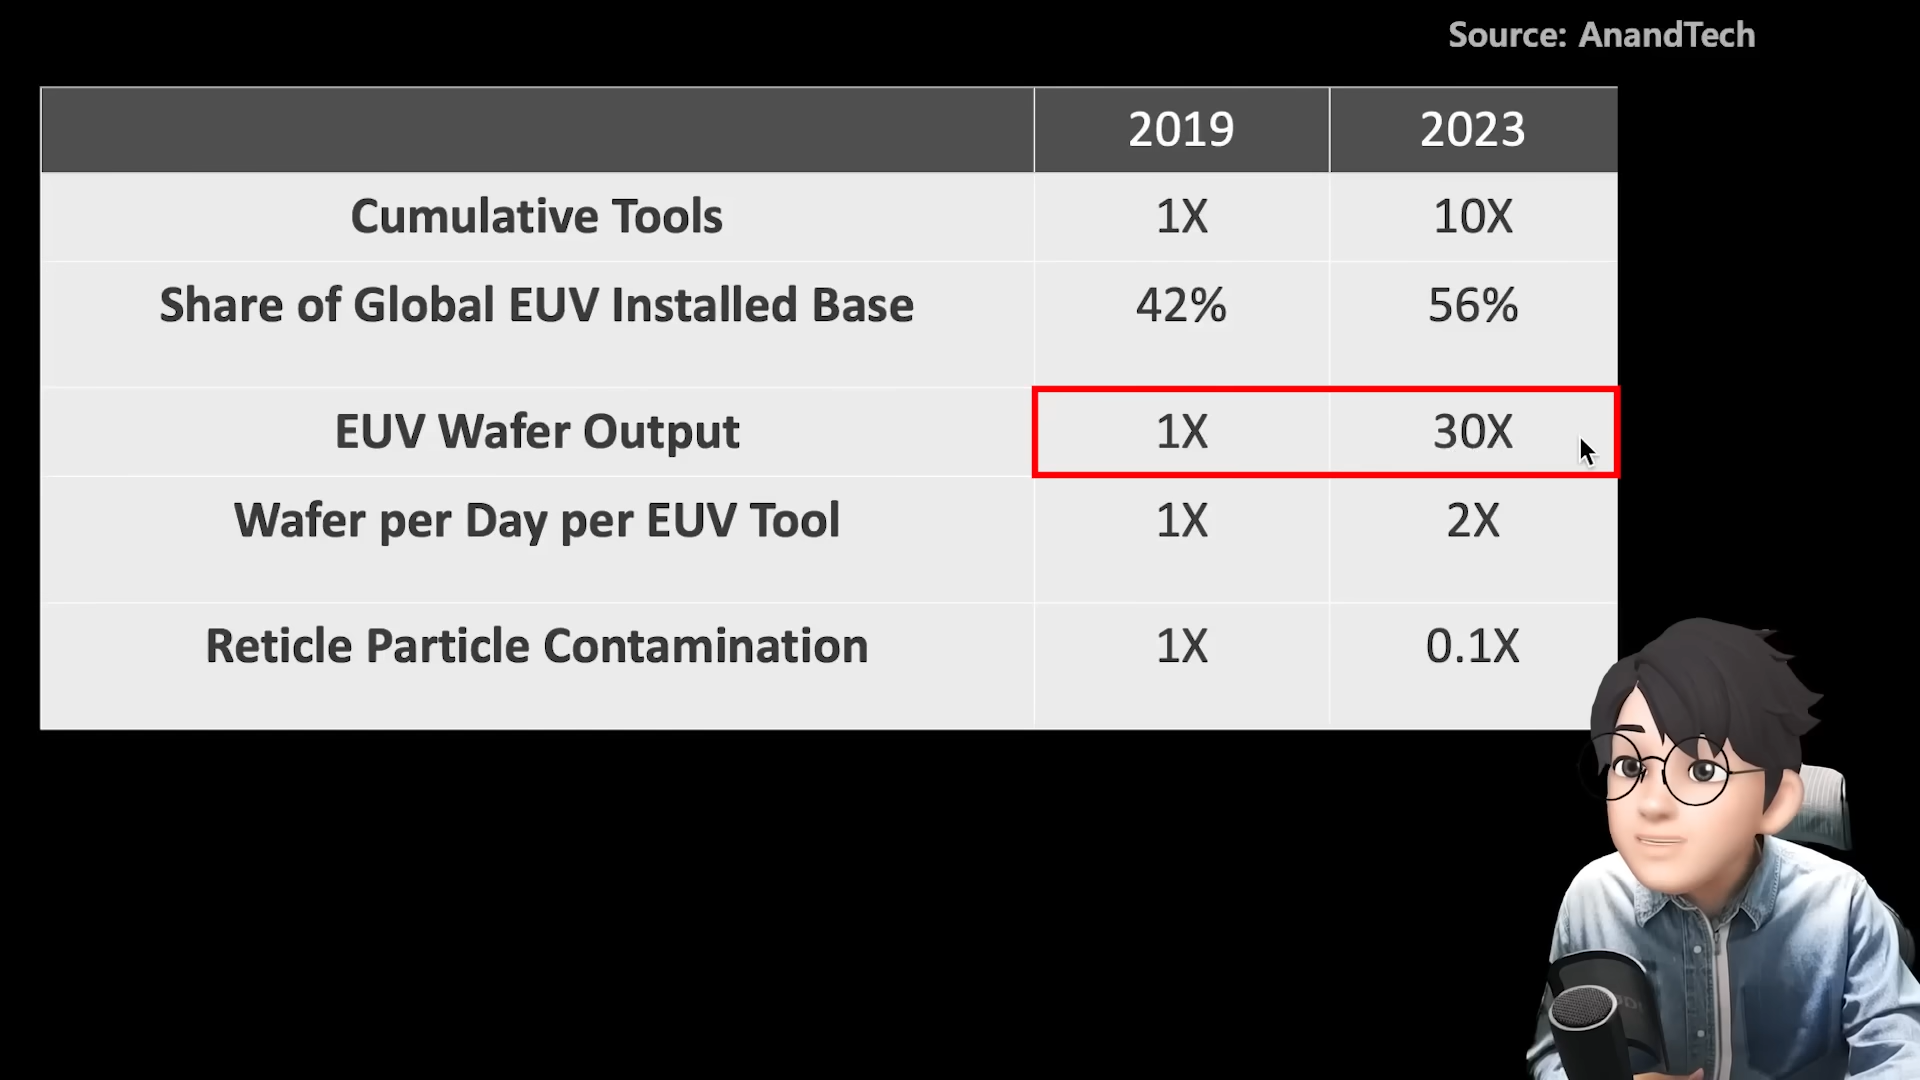 Source: AnandTech
2019 2023
Cumulative Tools 1X 10X
Share of Global EUV Installed Base 42% 56%
EUV Wafer Output 1X 30X
Wafer per Day per EUV Tool 1X 2X
Reticle Particle Contamination 1X 0.1X